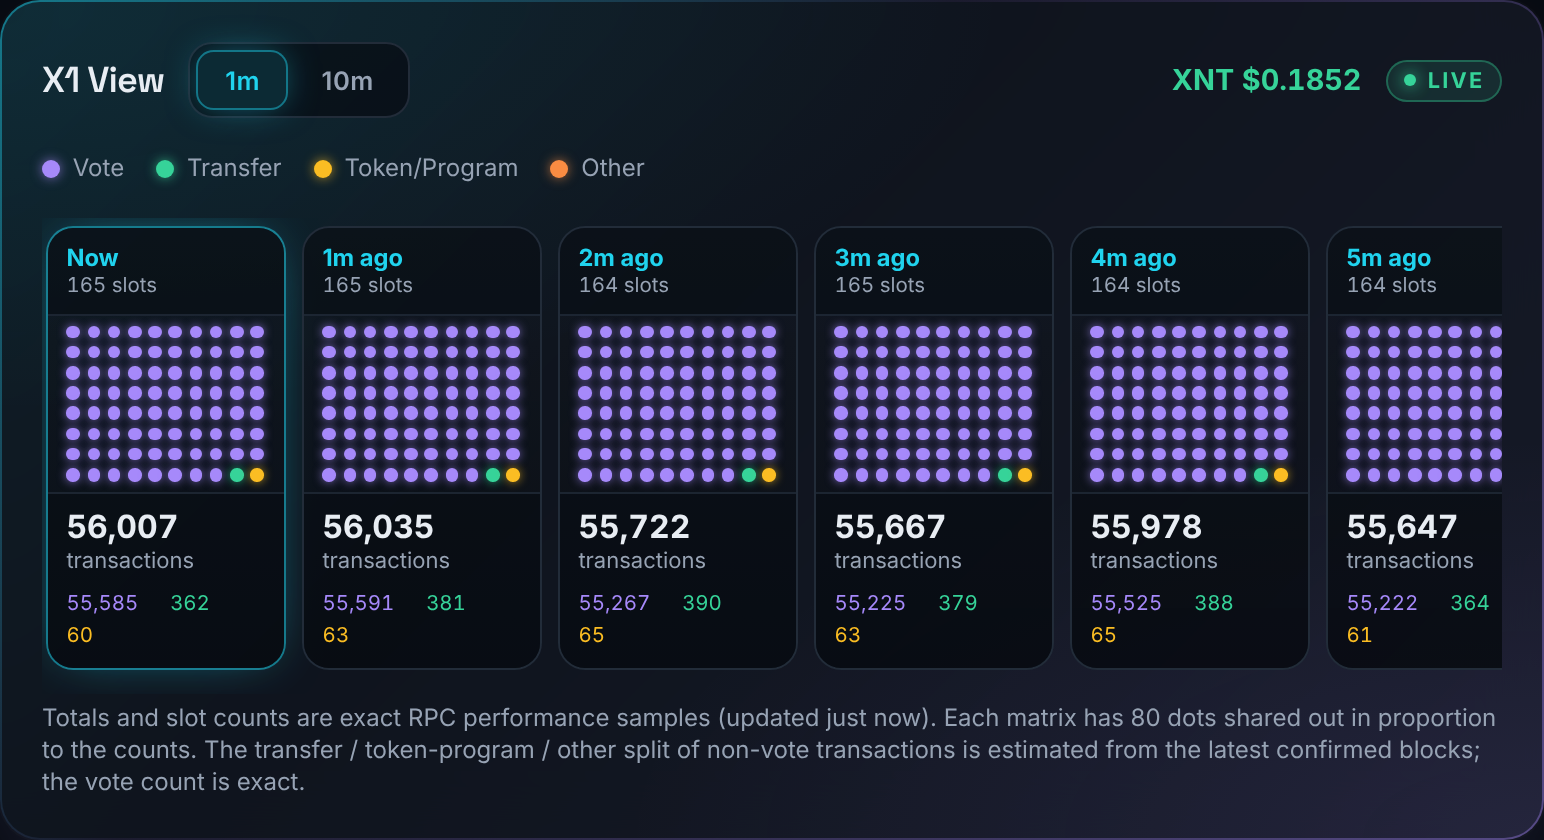 X1 View
1m
10m
XNT $0.1852
LIVE
Vote
Transfer
Token/Program
Other
Now
165 slots
56,007
transactions
55,585 362
60
1m ago
165 slots
56,035
transactions
55,591 381
63
2m ago
164 slots
55,722
transactions
55,267 390
65
3m ago
165 slots
55,667
transactions
55,225 379
63
4m ago
164 slots
55,978
transactions
55,525 388
65
5m ago
164 slots
55,647
transactions
55,222 364
61
Totals and slot counts are exact RPC performance samples (updated just now). Each matrix has 80 dots shared out in proportion
to the counts. The transfer / token-program / other split of non-vote transactions is estimated from the latest confirmed blocks;
the vote count is exact.